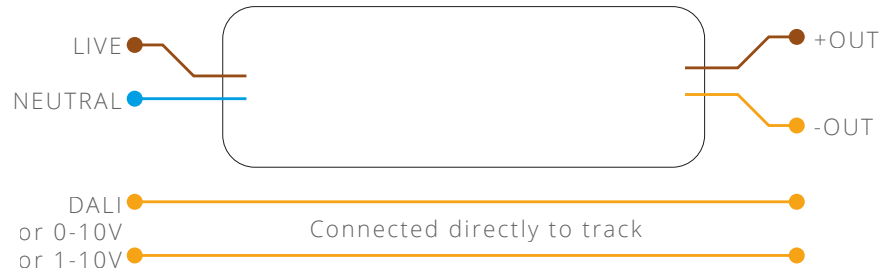 LIVE
+OUT
NEUTRAL
-OUT
DALI
or 0-10V
or 1-10V
Connected directly to track